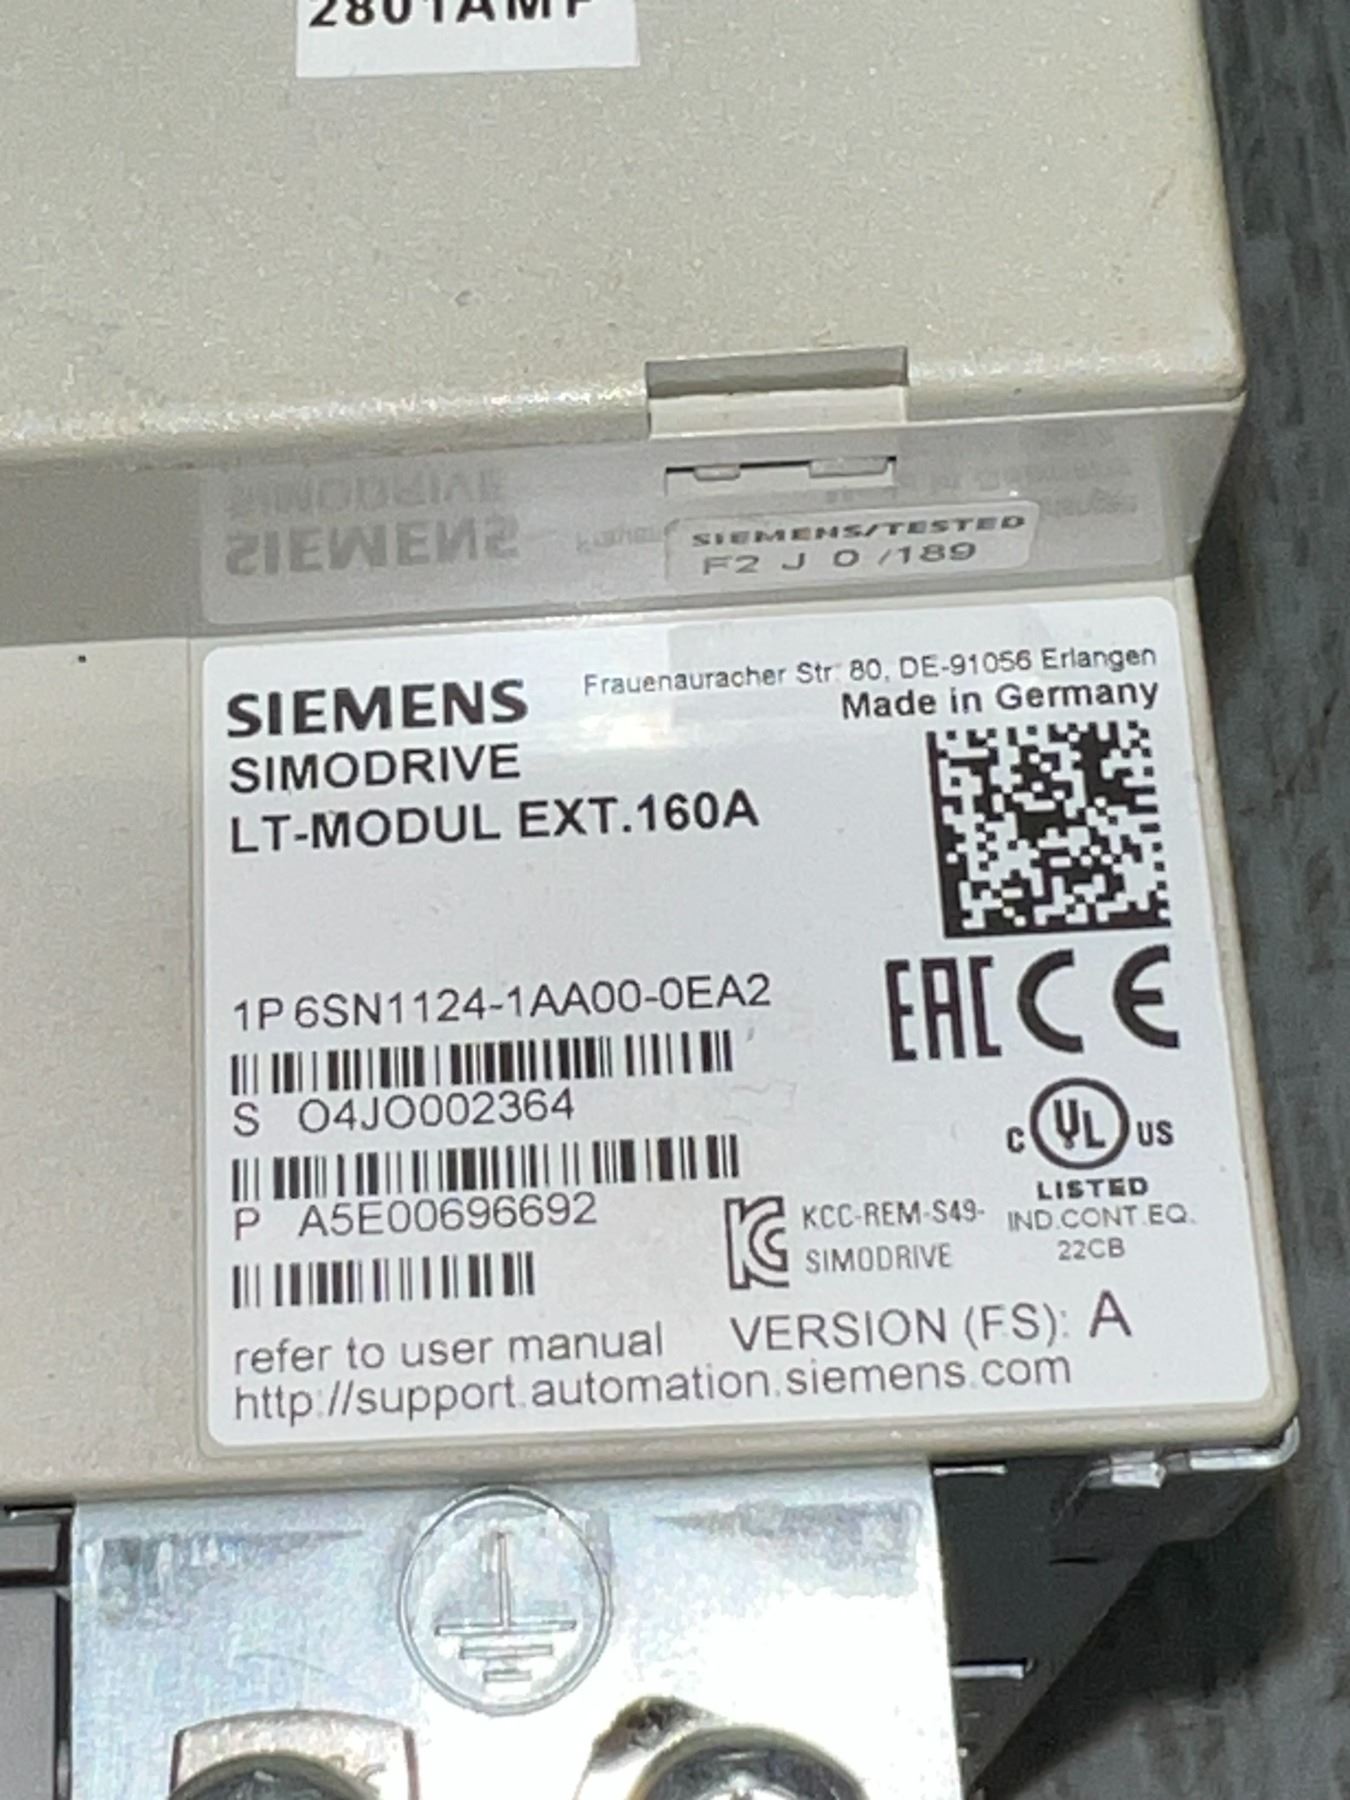 2801AMP
SIEMENS/TESTED
F2 J 0 /189
SIEMENS
Frauenauracher Str. 80, DE-91056 Erlangen
Made in Germany
SIMODRIVE
LT-MODUL EXT.160A
1P 6SN1124-1AA00-0EA2
EAC CE
S O4JO002364
C UL US
LISTED
IND.CONT.EQ.
22CB
P A5E00696692
KCC-REM-S49-
SIMODRIVE
VERSION (FS): A
refer to user manual
http://support.automation.siemens.com